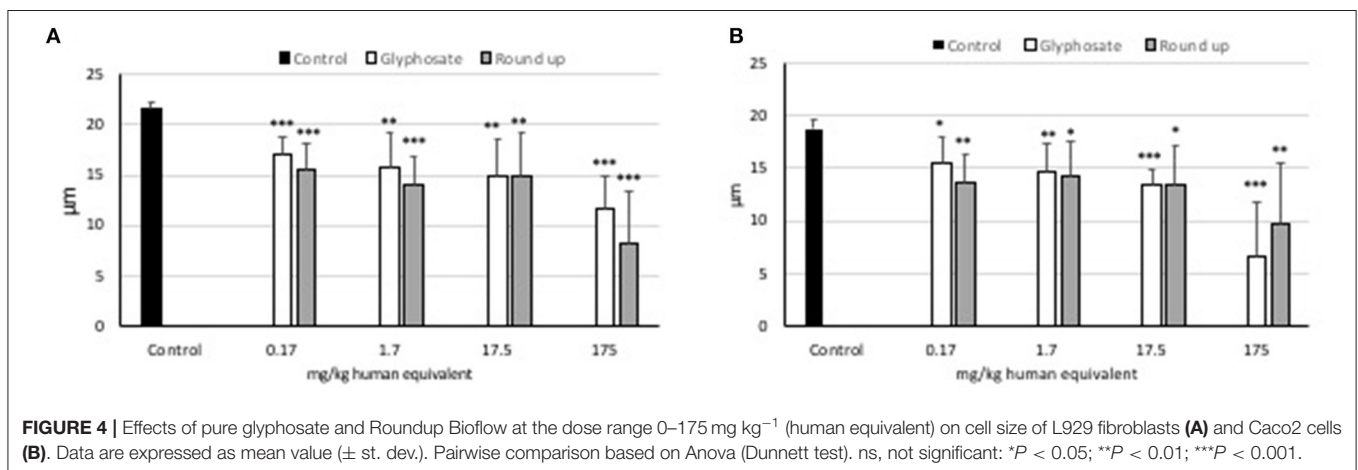 A
■Control □Glyphosate ■Round up
25
20
15
10
5
0
µm
***
***
**
***
**
**
***
***
Control 0.17 1.7 17.5 175
mg/kg human equivalent
B
■Control □Glyphosate ■Round up
25
20
15
10
5
0
µm
*
**
**
*
***
*
***
**
Control 0.17 1.7 17.5 175
mg/kg human equivalent
FIGURE 4 | Effects of pure glyphosate and Roundup Bioflow at the dose range 0–175 mg kg⁻¹ (human equivalent) on cell size of L929 fibroblasts (A) and Caco2 cells
(B). Data are expressed as mean value (± st. dev.). Pairwise comparison based on Anova (Dunnett test). ns, not significant: *P < 0.05; **P < 0.01; ***P < 0.001.